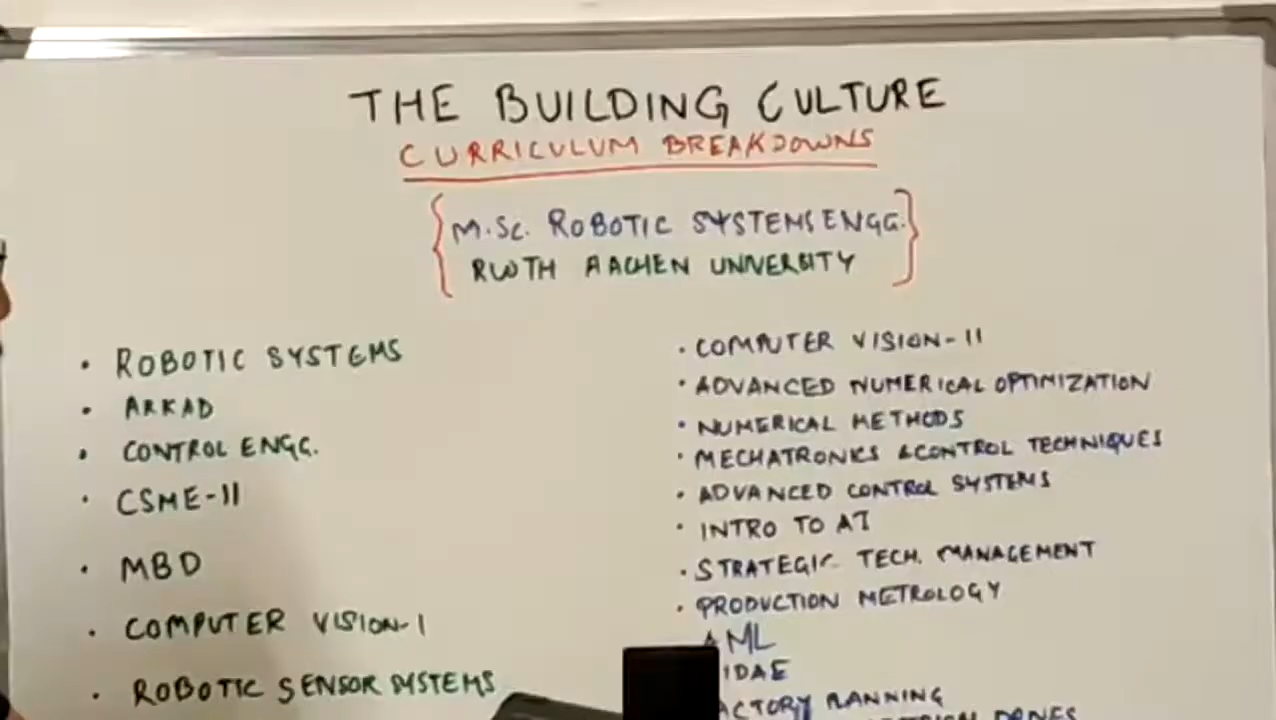 THE BUILDING CULTURE
CURRICULUM BREAKDOWNS
M.SC. ROBOTIC SYSTEMS ENGG.
RWTH AACHEN UNIVERSITY
• ROBOTIC SYSTEMS
• ARKAD
• CONTROL ENGG.
• CSME-II
• MBD
• COMPUTER VISION-I
• ROBOTIC SENSOR SYSTEMS
• COMPUTER VISION-II
• ADVANCED NUMERICAL OPTIMIZATION
• NUMERICAL METHODS
• MECHATRONICS & CONTROL TECHNIQUES
• ADVANCED CONTROL SYSTEMS
• INTRO TO AI
• STRATEGIC TECH. MANAGEMENT
• PRODUCTION METROLOGY
AML
IDAE
ACTORY PLANNING